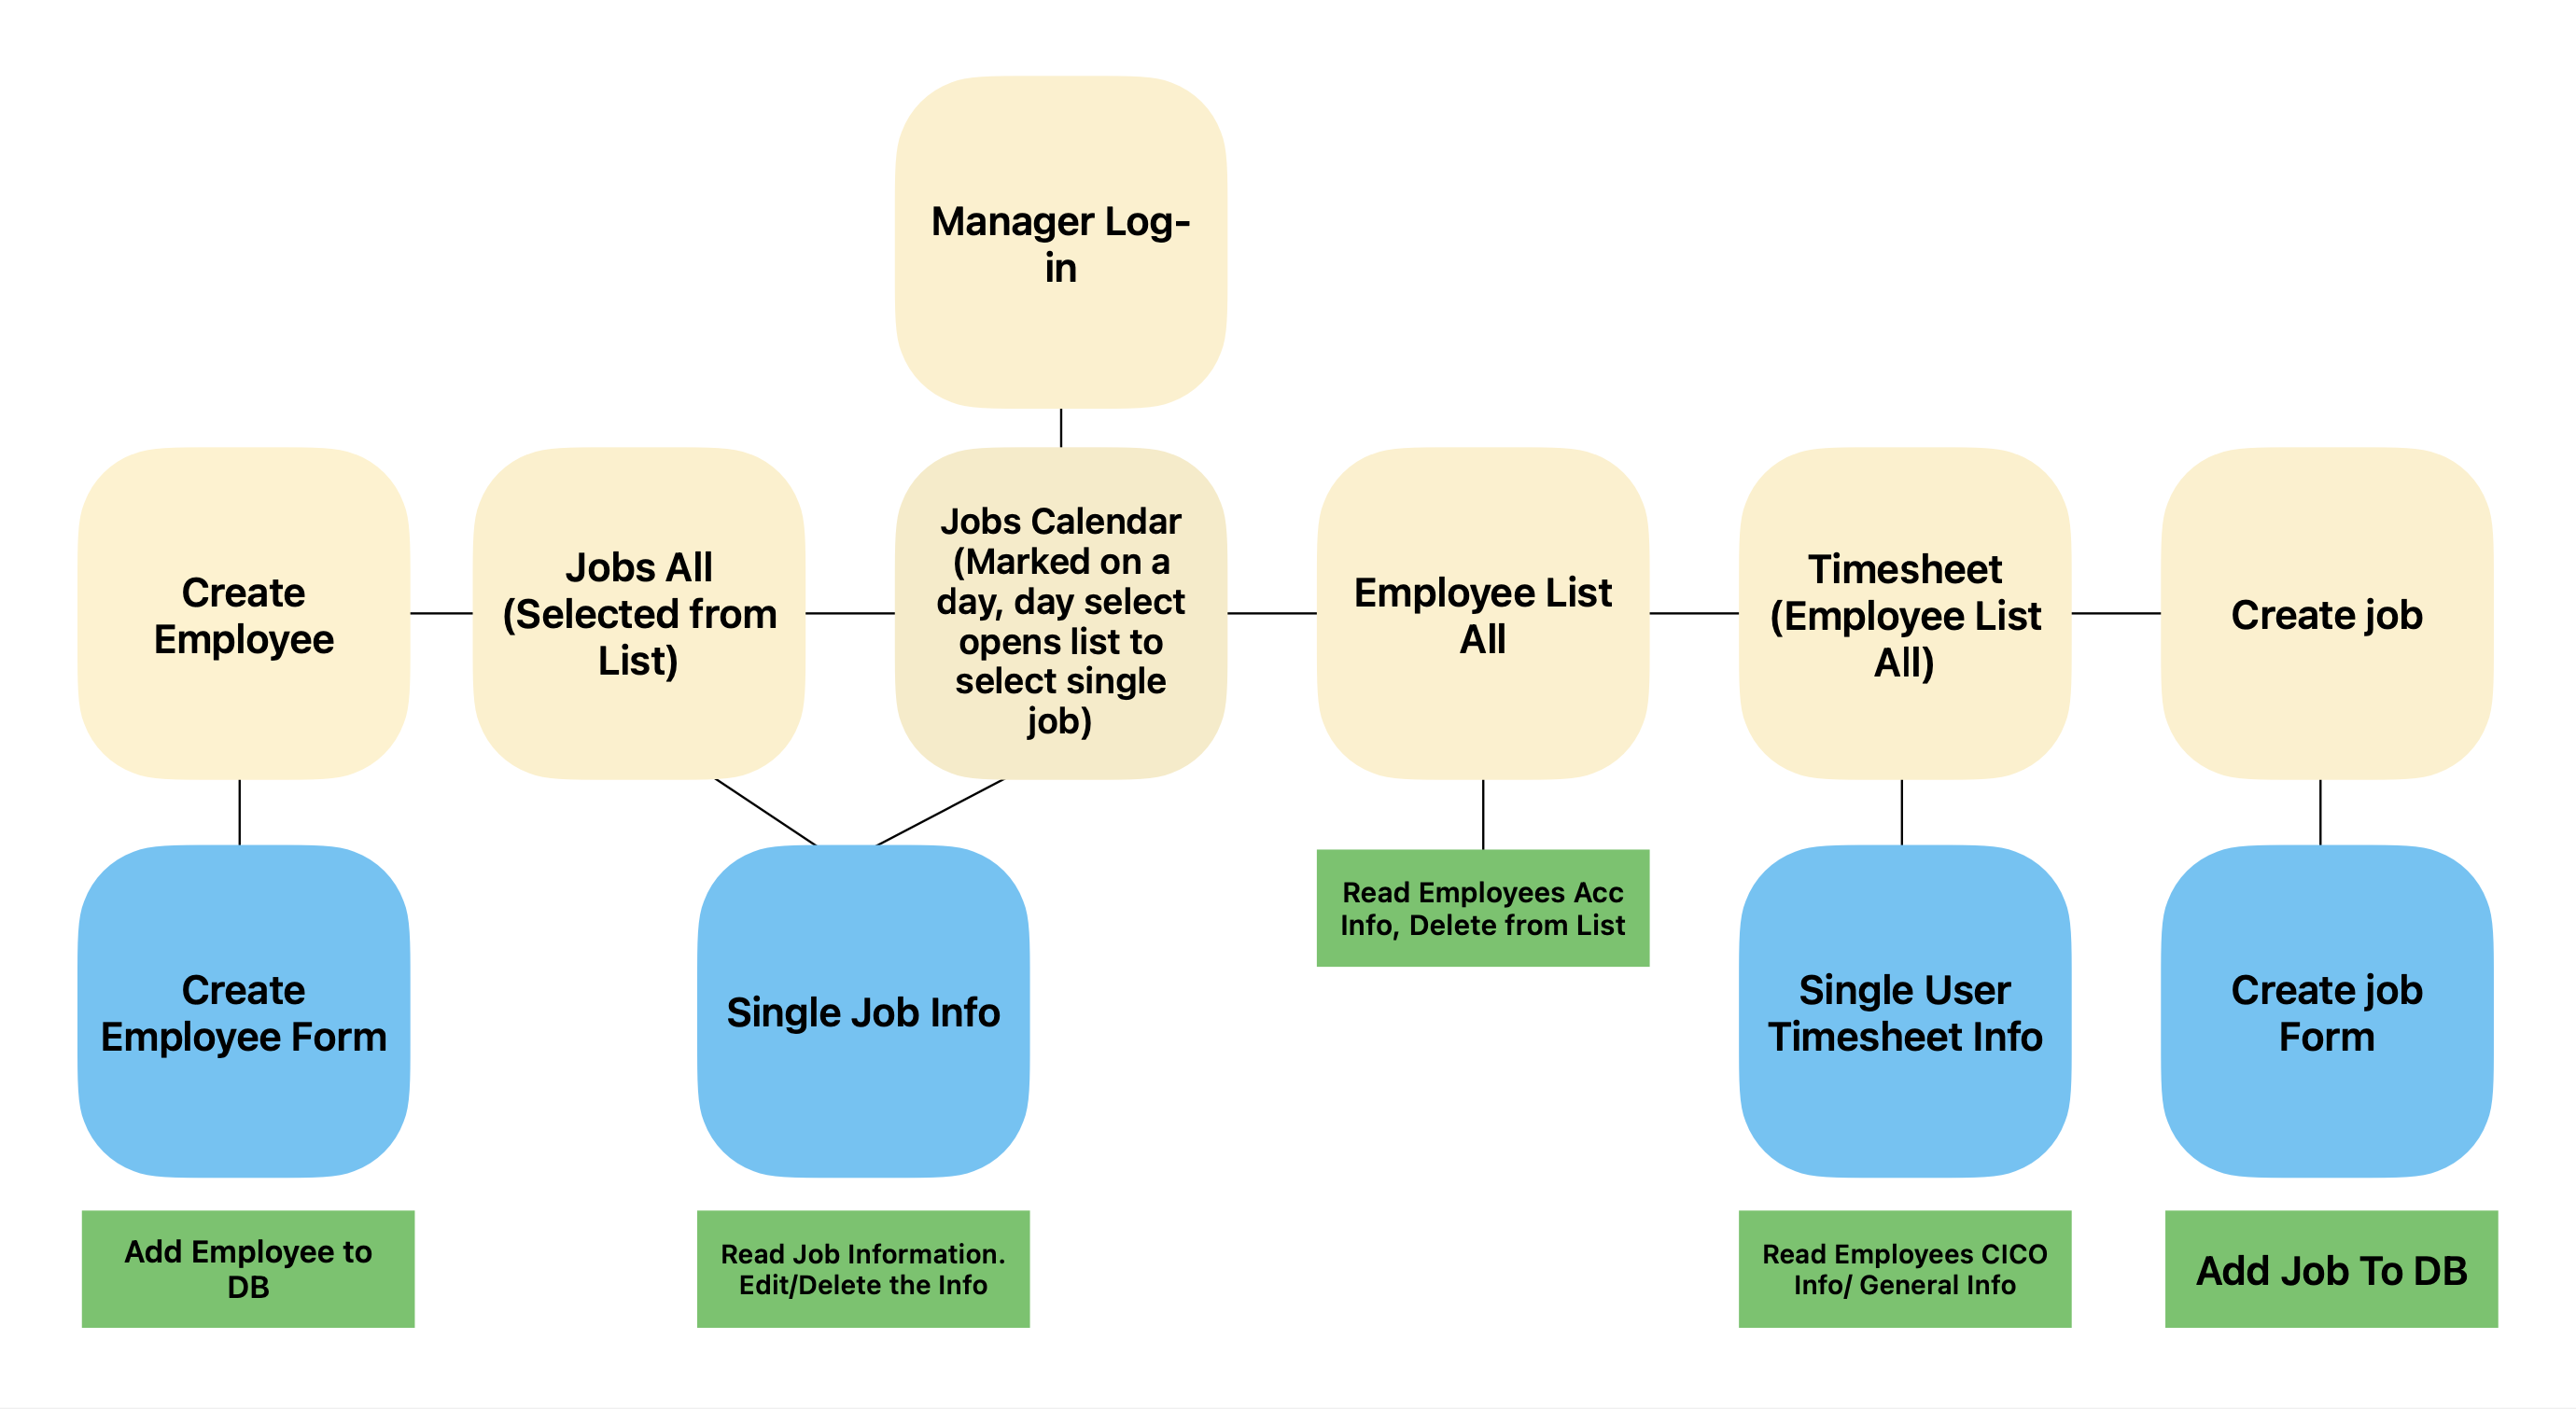 Manager Log-
in
Create
Employee
Jobs All
(Selected from
List)
Jobs Calendar
(Marked on a
day, day select
opens list to
select single
job)
Employee List
All
Timesheet
(Employee List
All)
Create job
Create
Employee Form
Single Job Info
Read Employees Acc
Info, Delete from List
Single User
Timesheet Info
Create job
Form
Add Employee to
DB
Read Job Information.
Edit/Delete the Info
Read Employees CICO
Info/ General Info
Add Job To DB